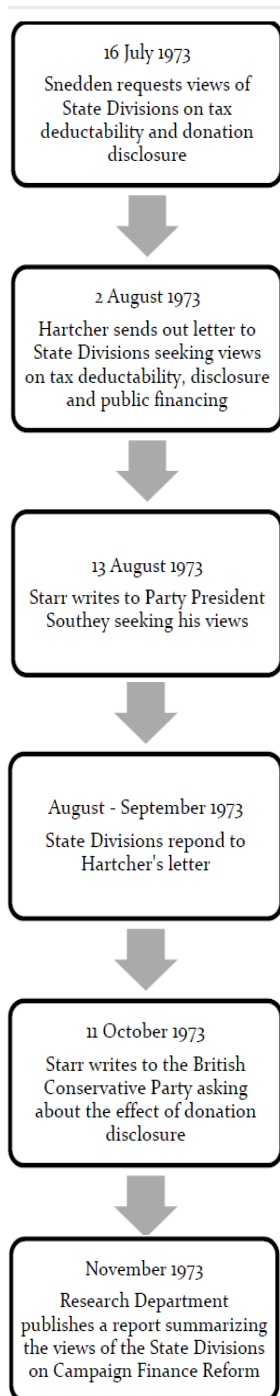 16 July 1973
Snedden requests views of
State Divisions on tax
deductability and donation
disclosure
2 August 1973
Hartcher sends out letter to
State Divisions seeking views
on tax deductability, disclosure
and public financing
13 August 1973
Starr writes to Party President
Southey seeking his views
August - September 1973
State Divisions repond to
Hartcher's letter
11 October 1973
Starr writes to the British
Conservative Party asking
about the effect of donation
disclosure
November 1973
Research Department
publishes a report summarizing
the views of the State Divisions
on Campaign Finance Reform